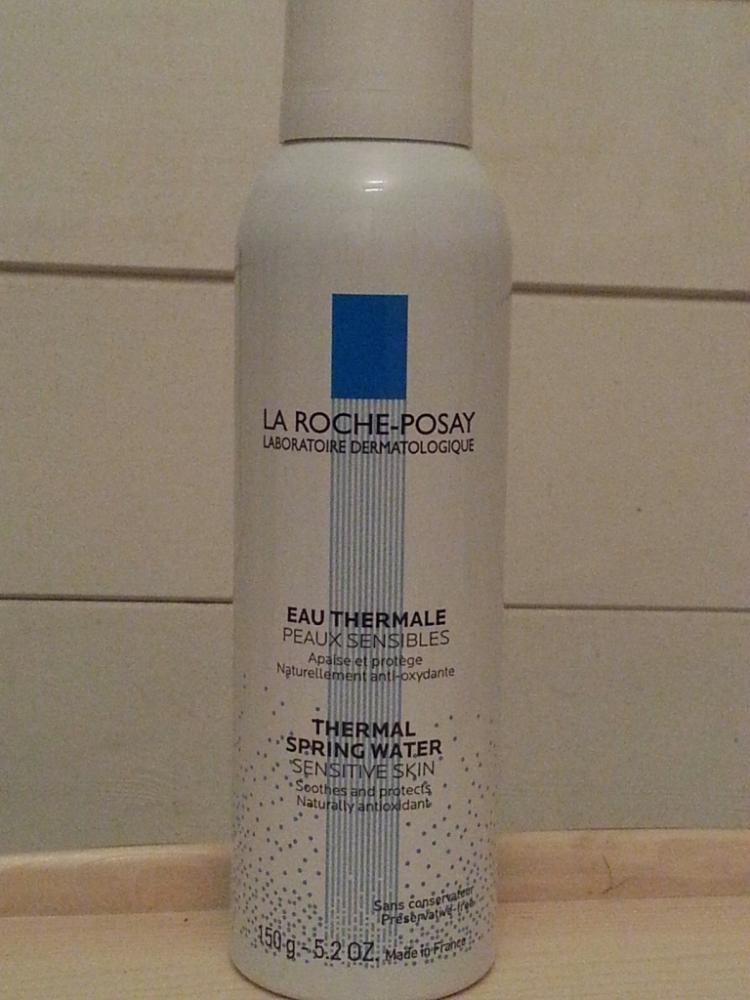 LA ROCHE-POSAY
LABORATOIRE DERMATOLOGIQUE
EAU THERMALE
PEAUX SENSIBLES
Apaise et protège
Naturellement anti-oxydante
THERMAL
SPRING WATER
SENSITIVE SKIN
Soothes and protects
Naturally antioxidant
Sans conservateur
Preservative-free
150 g - 5.2 OZ. Made in France